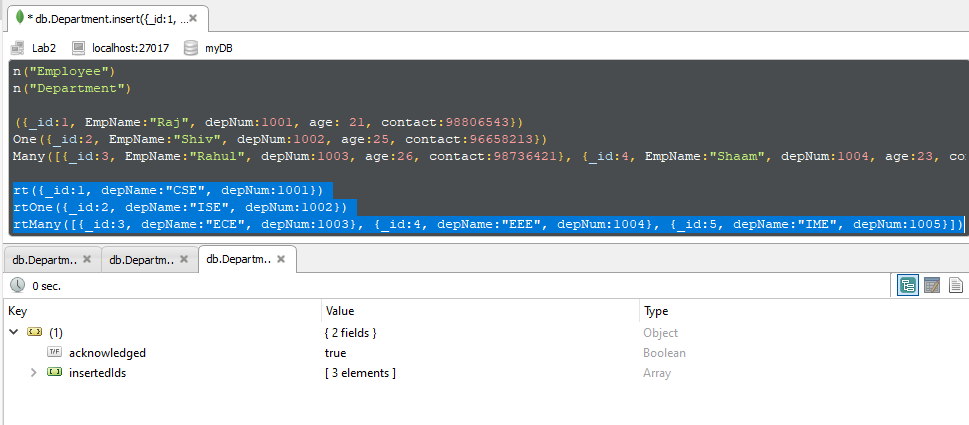 * db.Department.insert({_id:1, ...
Lab2 localhost:27017 myDB
n("Employee")
n("Department")
({_id:1, EmpName:"Raj", depNum:1001, age: 21, contact:98806543})
One({_id:2, EmpName:"Shiv", depNum:1002, age:25, contact:96658213})
Many([{_id:3, EmpName:"Rahul", depNum:1003, age:26, contact:98736421}, {_id:4, EmpName:"Shaam", depNum:1004, age:23, co
rt({_id:1, depName:"CSE", depNum:1001})
rtOne({_id:2, depName:"ISE", depNum:1002})
rtMany([{_id:3, depName:"ECE", depNum:1003}, {_id:4, depName:"EEE", depNum:1004}, {_id:5, depName:"IME", depNum:1005}])
db.Departm.. db.Departm.. db.Departm..
0 sec.
Key Value Type
(1) { 2 fields } Object
T/F acknowledged true Boolean
insertedIds [ 3 elements ] Array